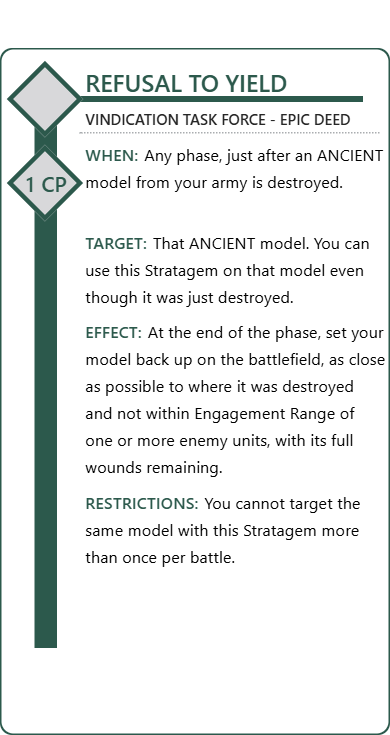 REFUSAL TO YIELD
VINDICATION TASK FORCE - EPIC DEED
WHEN: Any phase, just after an ANCIENT
1 CP
model from your army is destroyed.
TARGET: That ANCIENT model. You can
use this Stratagem on that model even
though it was just destroyed.
EFFECT: At the end of the phase, set your
model back up on the battlefield, as close
as possible to where it was destroyed
and not within Engagement Range of
one or more enemy units, with its full
wounds remaining.
RESTRICTIONS: You cannot target the
same model with this Stratagem more
than once per battle.